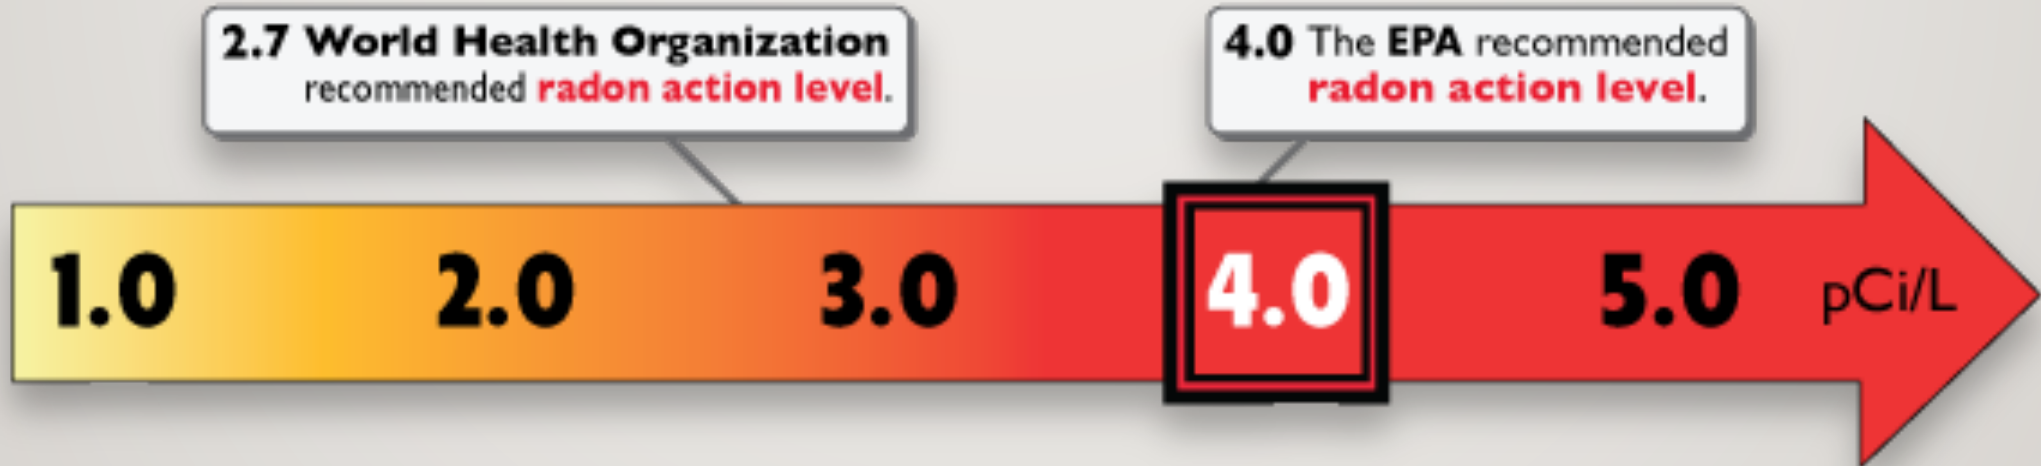 2.7 World Health Organization
recommended radon action level.
4.0 The EPA recommended
radon action level.
1.0 2.0 3.0 4.0 5.0 pCi/L